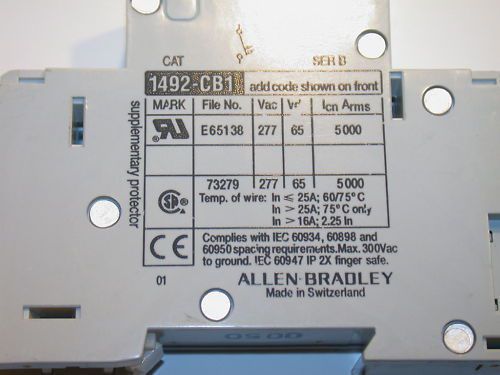 CAT SER B
1492-CB1 add code shown on front
MARK File No. Vac Icn Arms
E65138 277 65 5000
73279 277 65 5000
Temp. of wire: In ≤ 25A; 60/75°C
In > 25A; 75°C only
In > 16A; 2.25 In
supplementary protector
Complies with IEC 60934, 60898 and
60950 spacing requirements. Max. 300Vac
to ground. IEC 60947 IP 2X finger safe.
01 ALLEN-BRADLEY
Made in Switzerland